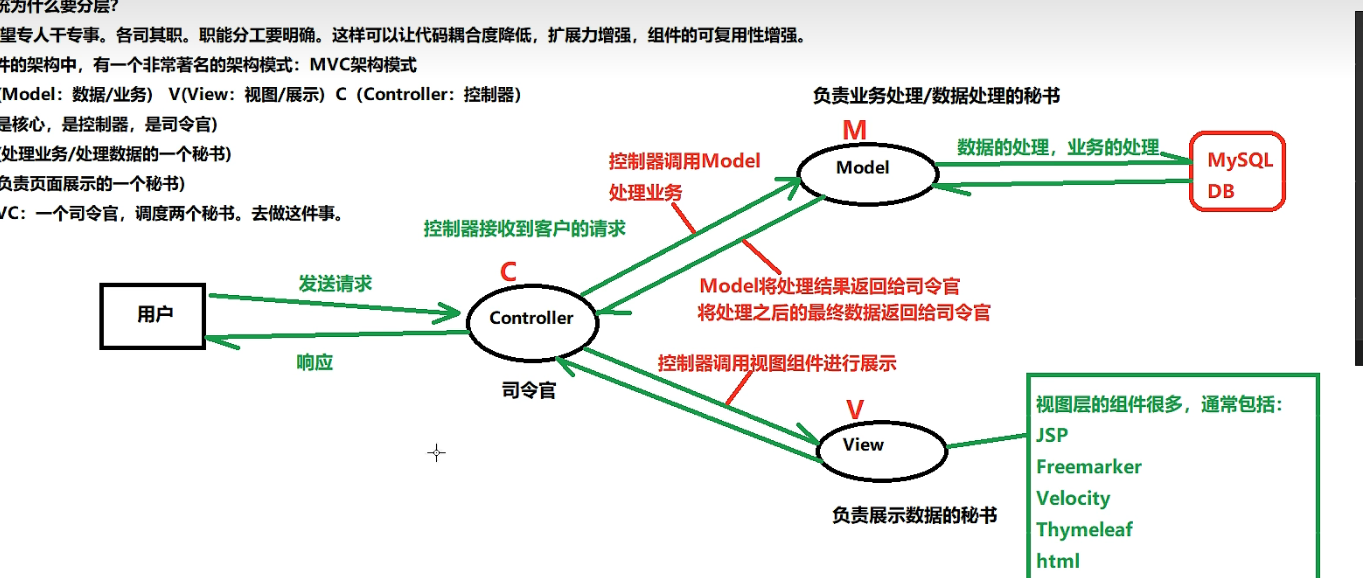 统为什么要分层？
望专人干专事。各司其职。职能分工要明确。这样可以让代码耦合度降低，扩展力增强，组件的可复用性增强。
件的架构中，有一个非常著名的架构模式：MVC架构模式
(Model：数据/业务） V(View：视图/展示）C（Controller：控制器）
是核心，是控制器，是司令官)
(处理业务/处理数据的一个秘书)
负责页面展示的一个秘书)
VC：一个司令官，调度两个秘书。去做这件事。
负责业务处理/数据处理的秘书
M
Model
数据的处理，业务的处理
MySQL
DB
控制器调用Model
处理业务
控制器接收到客户的请求
C
Controller
司令官
用户
发送请求
响应
Model将处理结果返回给司令官
将处理之后的最终数据返回给司令官
控制器调用视图组件进行展示
V
View
负责展示数据的秘书
视图层的组件很多，通常包括：
JSP
Freemarker
Velocity
Thymeleaf
html